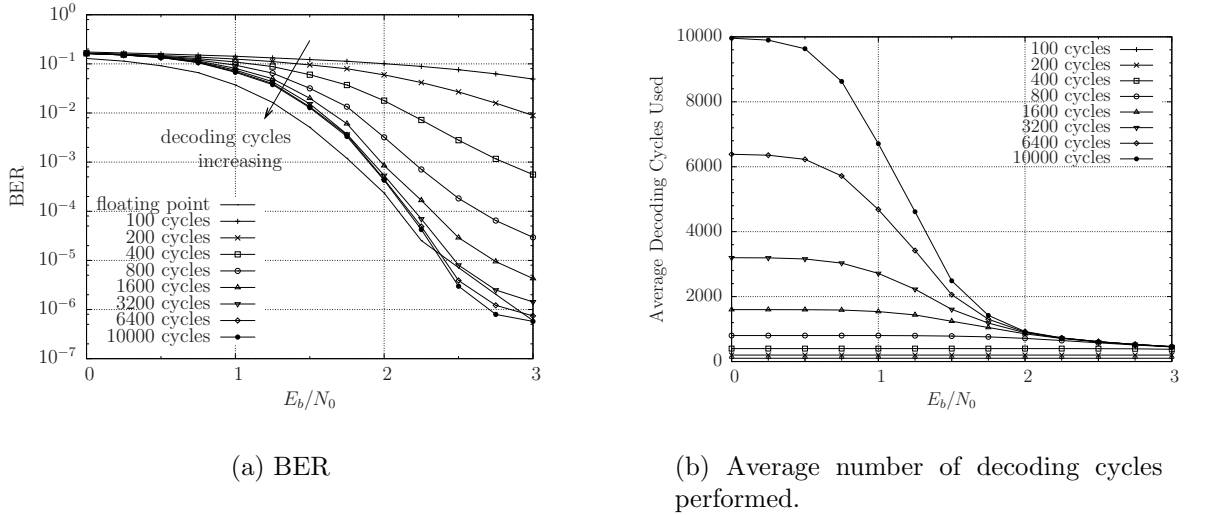 10^0
10^-1
10^-2
10^-3
10^-4
10^-5
10^-6
10^-7
BER
decoding cycles
increasing
floating point
100 cycles
200 cycles
400 cycles
800 cycles
1600 cycles
3200 cycles
6400 cycles
10000 cycles
0 1 2 3
E_b/N_0
(a) BER
10000
8000
6000
4000
2000
0
Average Decoding Cycles Used
100 cycles
200 cycles
400 cycles
800 cycles
1600 cycles
3200 cycles
6400 cycles
10000 cycles
0 1 2 3
E_b/N_0
(b) Average number of decoding cycles
performed.